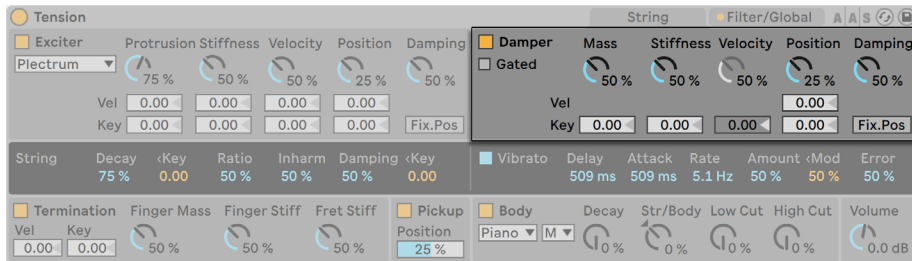 Tension String Filter/Global A A S
Exciter Protrusion Stiffness Velocity Position Damping
Plectrum 75 % 50 % 50 % 25 % 50 %
Vel 0.00 0.00 0.00 0.00
Key 0.00 0.00 0.00 0.00 Fix.Pos
Damper Mass Stiffness Velocity Position Damping
Gated 50 % 50 % 50 % 25 % 50 %
Vel 0.00
Key 0.00 0.00 0.00 0.00 Fix.Pos
String Decay ‹Key Ratio Inharm Damping ‹Key
75 % 0.00 50 % 50 % 50 % 0.00
Vibrato Delay Attack Rate Amount ‹Mod Error
509 ms 509 ms 5.1 Hz 50 % 50 % 50 %
Termination Finger Mass Finger Stiff Fret Stiff
Vel Key
0.00 0.00 50 % 50 % 50 %
Pickup
Position
25 %
Body Decay Str/Body Low Cut High Cut
Piano M 0 % 0 % 0 % 0 %
Volume
0.0 dB